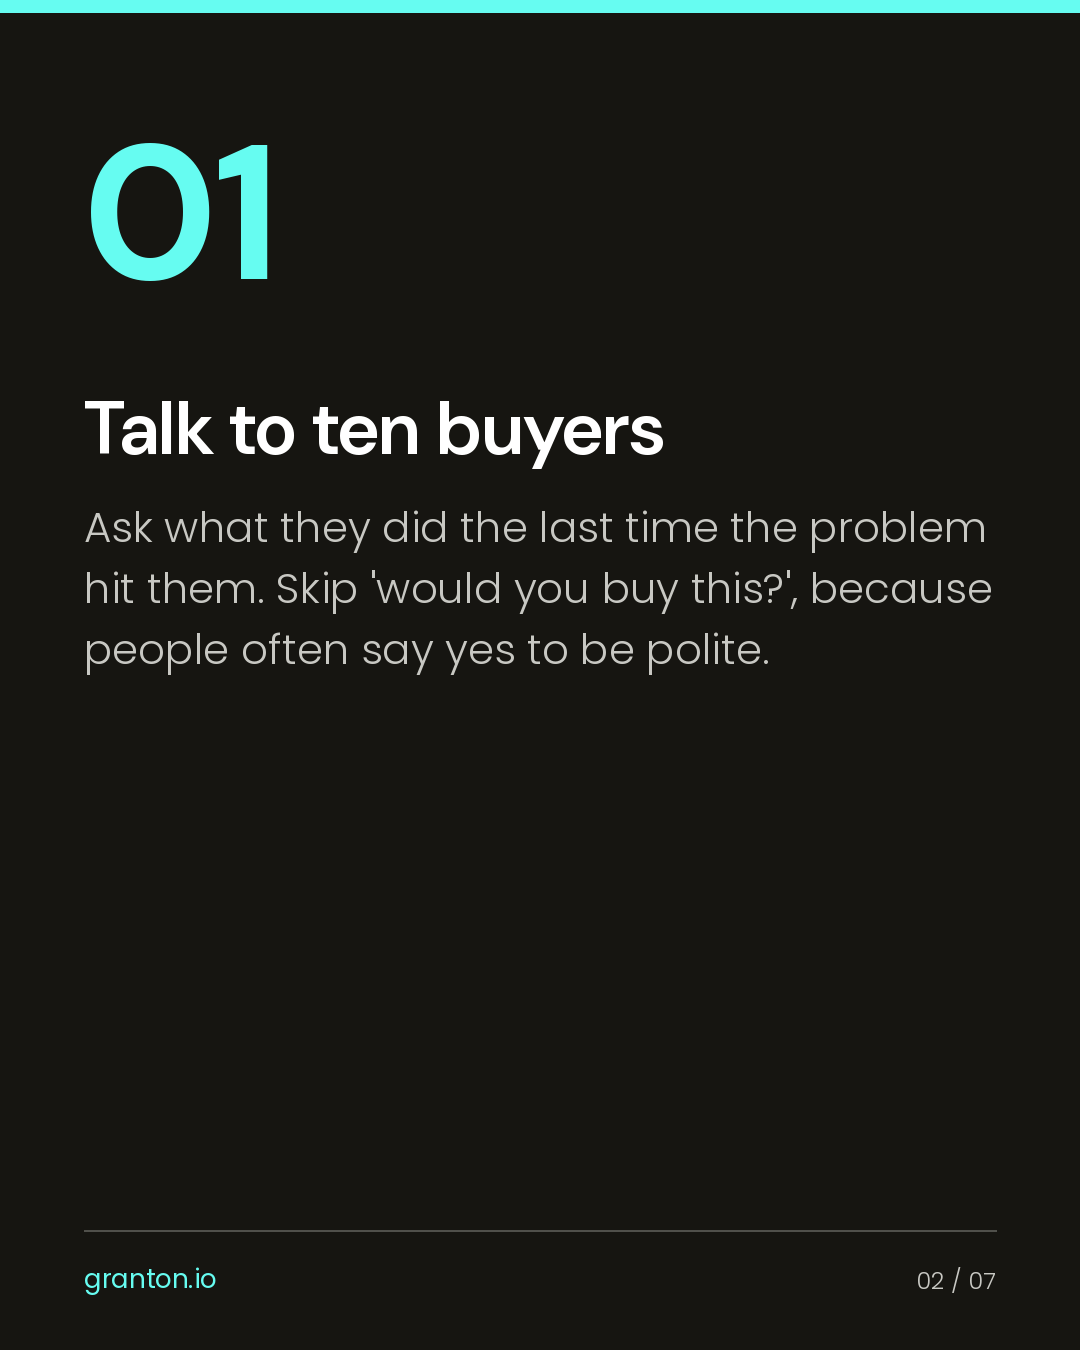 01
Talk to ten buyers
Ask what they did the last time the problem
hit them. Skip 'would you buy this?', because
people often say yes to be polite.
granton.io
02 / 07